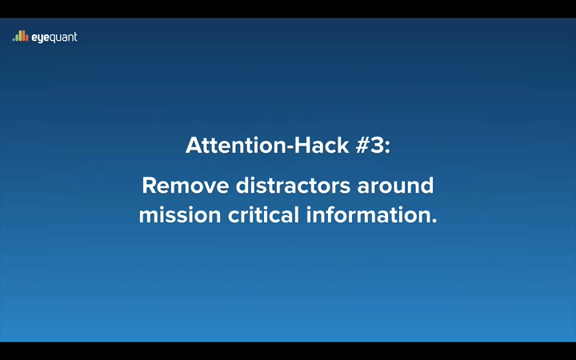 eyequant
Attention-Hack #3:
Remove distractors around
mission critical information.